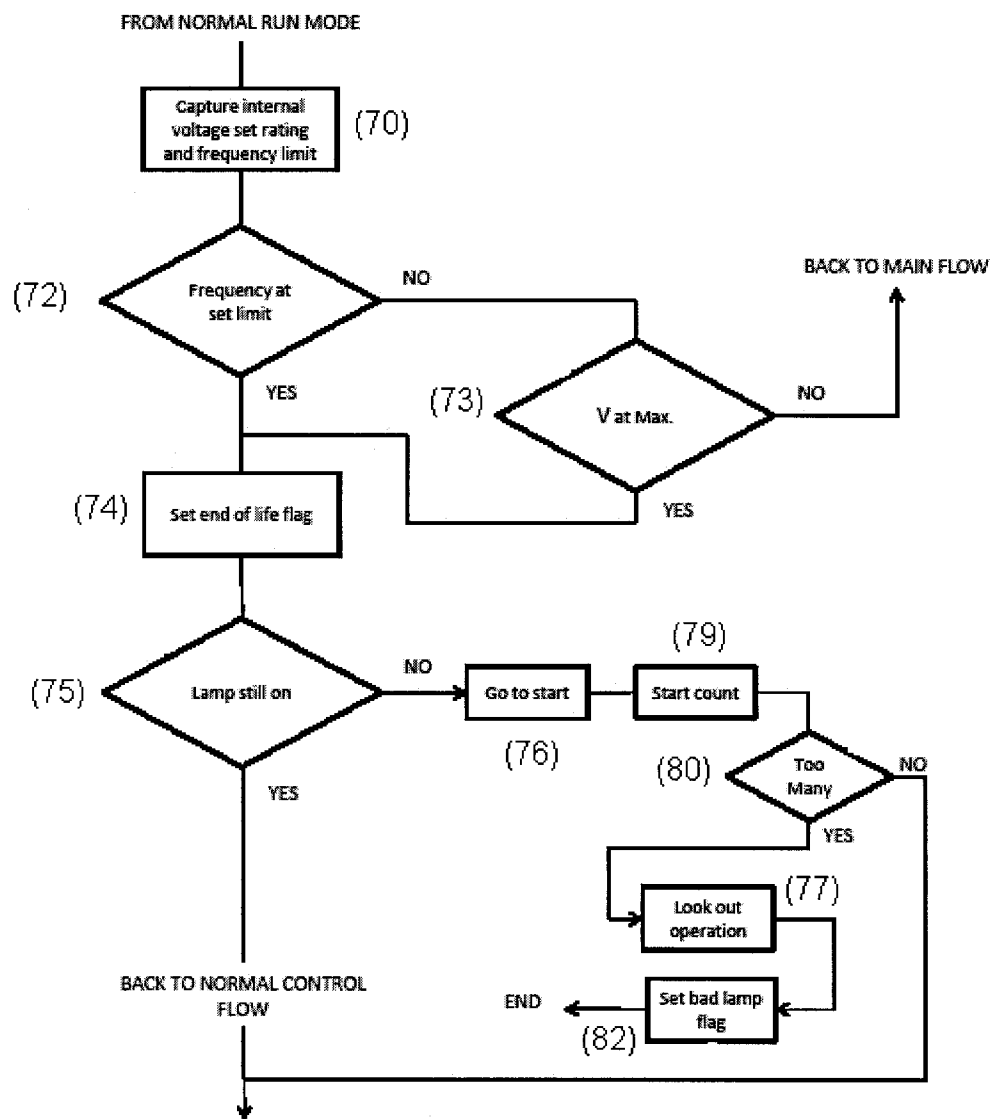 FROM NORMAL RUN MODE
Capture internal
voltage set rating
and frequency limit
(70)
(72)
Frequency at
set limit
NO
BACK TO MAIN FLOW
YES
(73)
V at Max.
NO
YES
(74)
Set end of life flag
(75)
Lamp still on
NO
Go to start
(76)
(79)
Start count
(80)
Too
Many
NO
YES
YES
(77)
Look out
operation
BACK TO NORMAL CONTROL
FLOW
END
Set bad lamp
flag
(82)